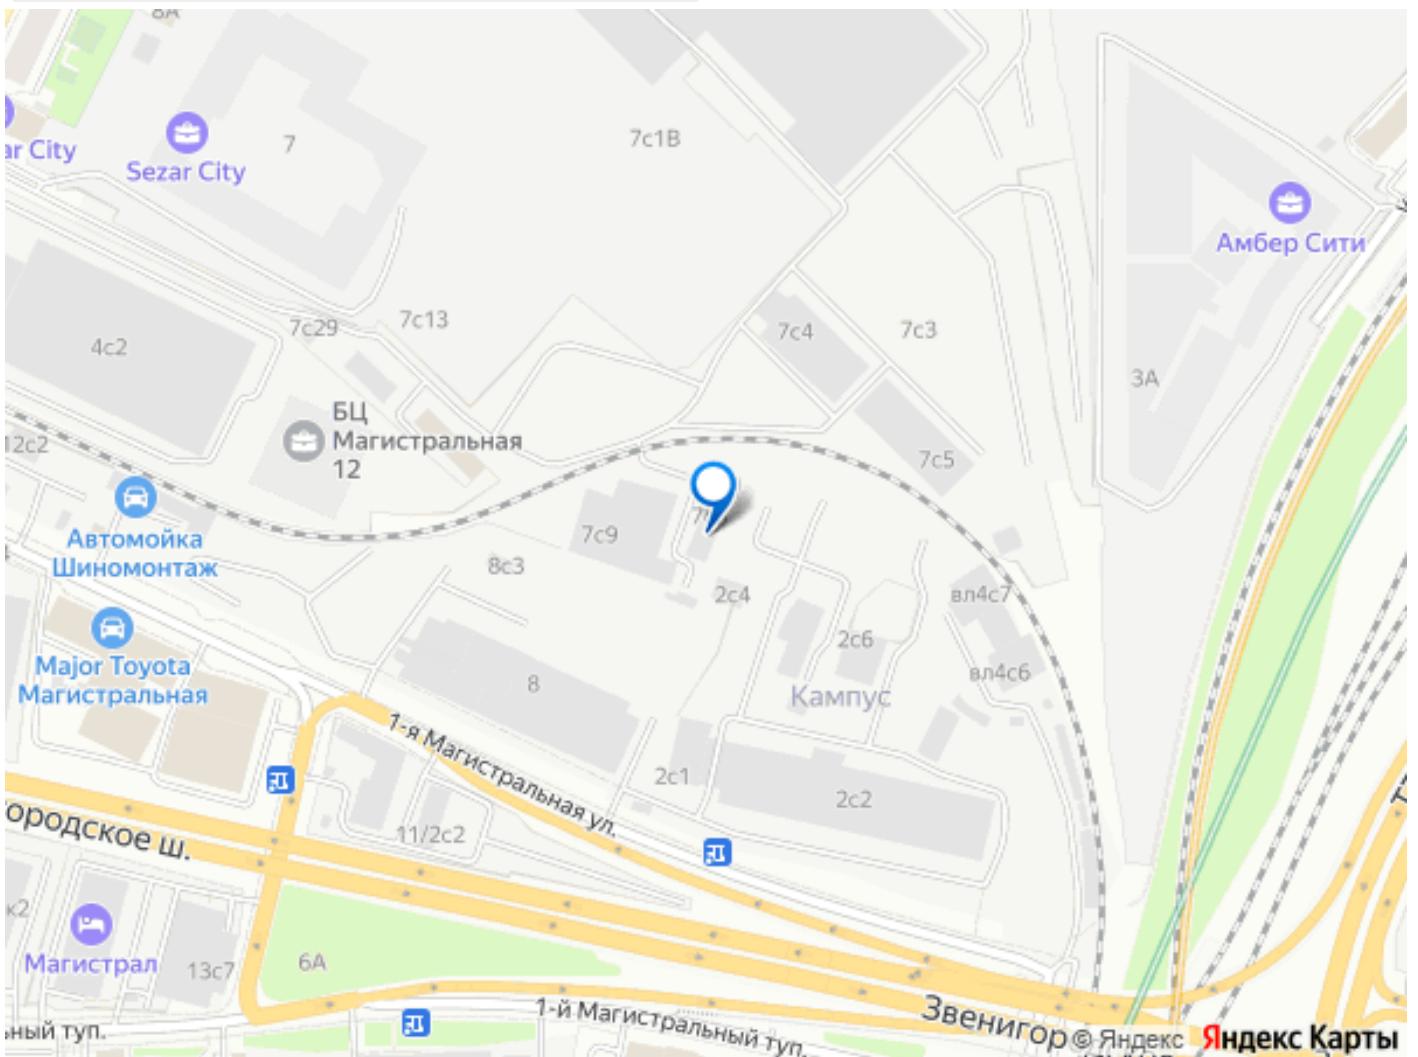 8А
ar City
Sezar City
7
7с1В
Амбер Сити
7с29
7с13
7с4
7с3
4с2
3А
БЦ
Магистральная
12
12с2
7с5
Автомойка
Шиномонтаж
7с9
8с3
2с4
вл4с7
Major Toyota
Магистральная
8
2с6
вл4с6
Кампус
1-я Магистральная ул.
2с1
2с2
ородское ш.
11/2с2
к2
Магистрал
13с7
6А
ьный туп.
1-й Магистральный туп.
Звенигор
© Яндекс
Яндекс Карты